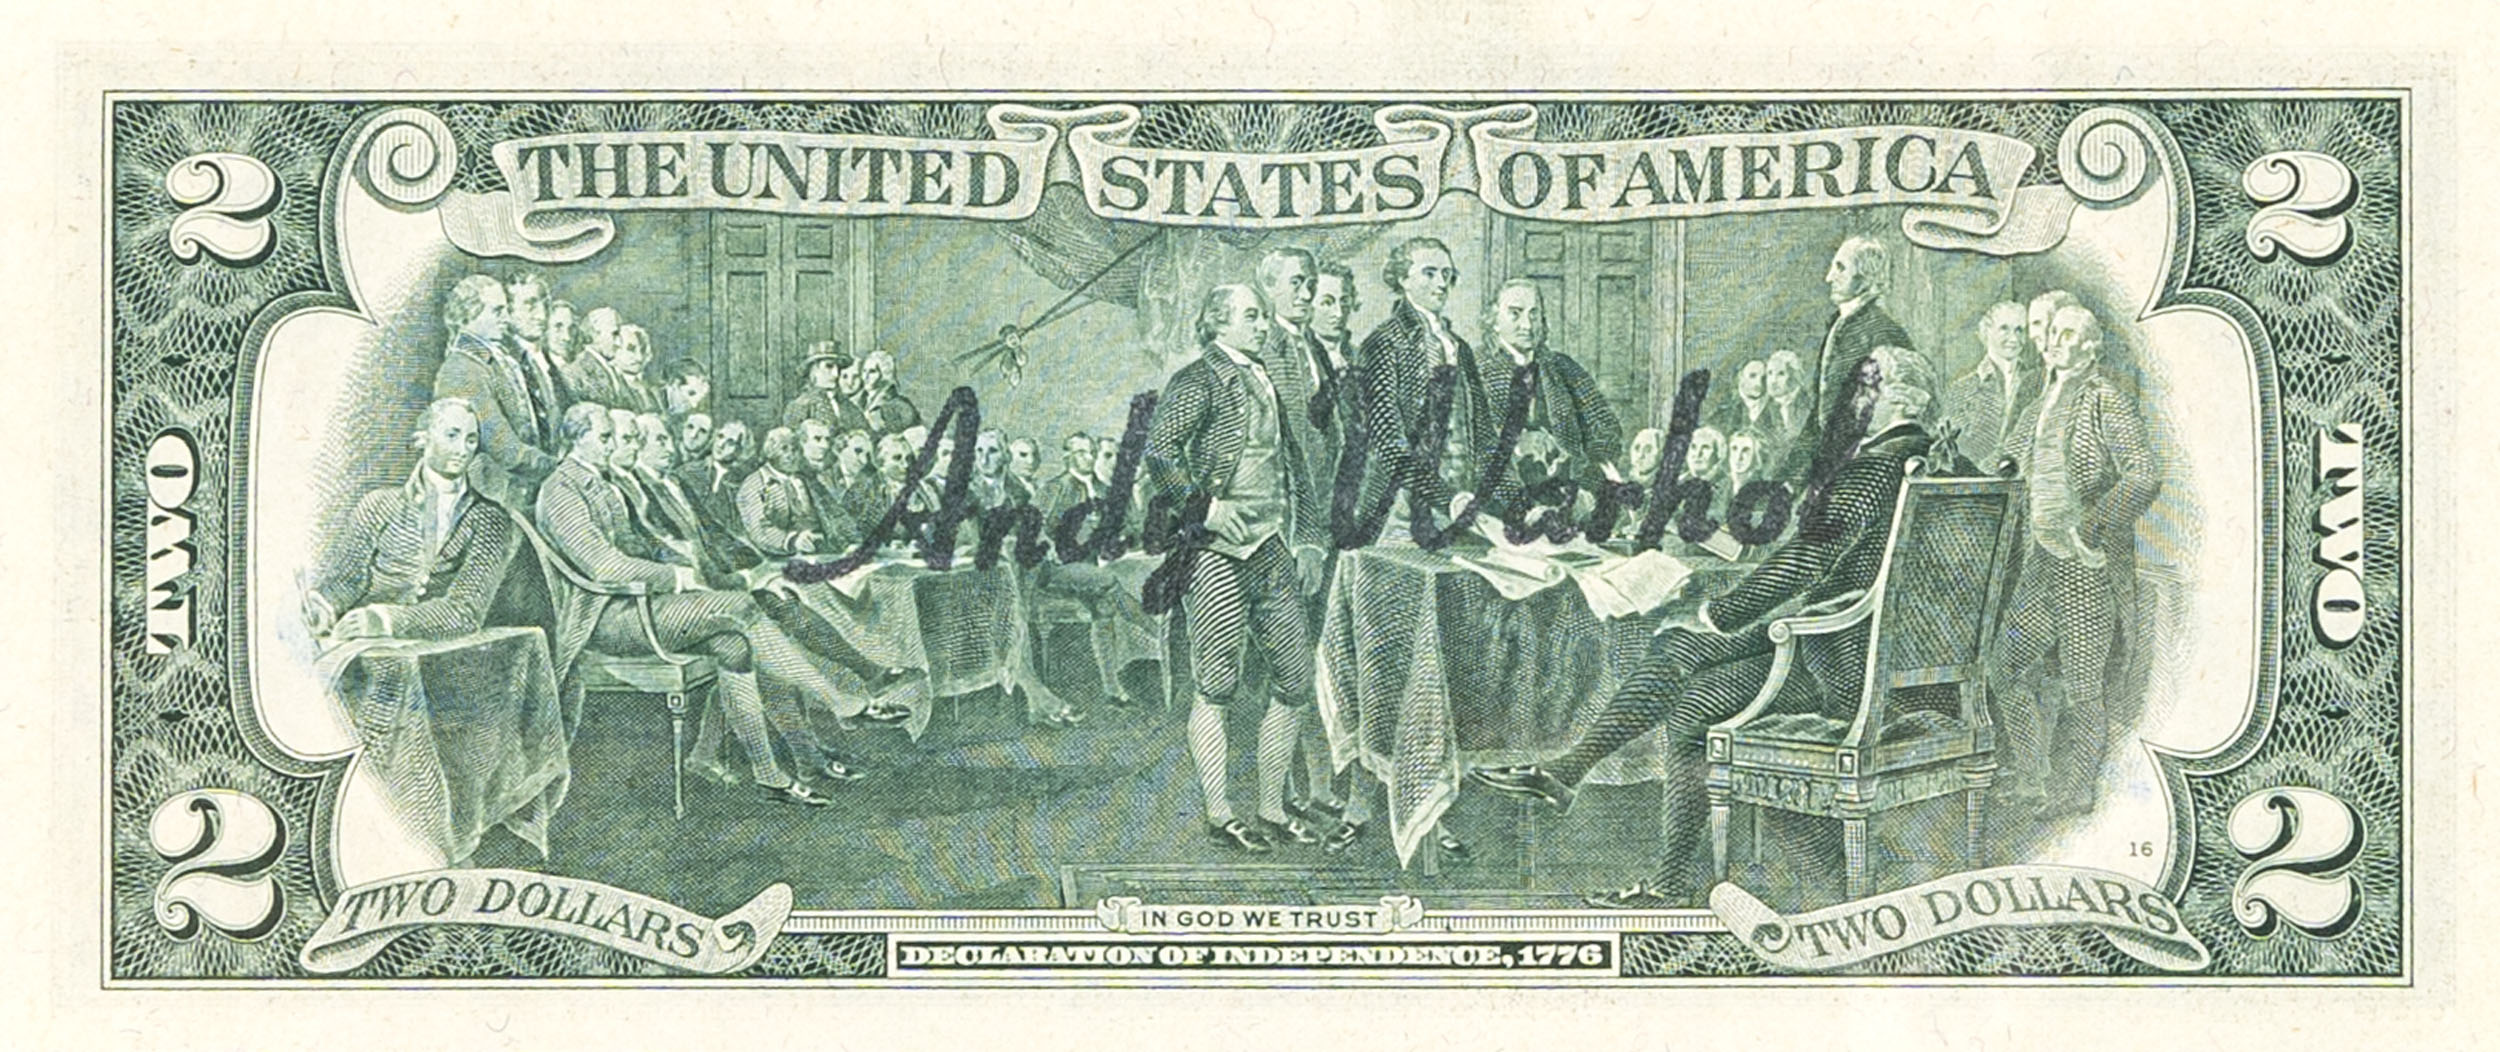 THE UNITED STATES OF AMERICA
2
2
TWO
Andy Warhol
TWO
16
2
2
TWO DOLLARS
TWO DOLLARS
IN GOD WE TRUST
DECLARATION OF INDEPENDENCE, 1776